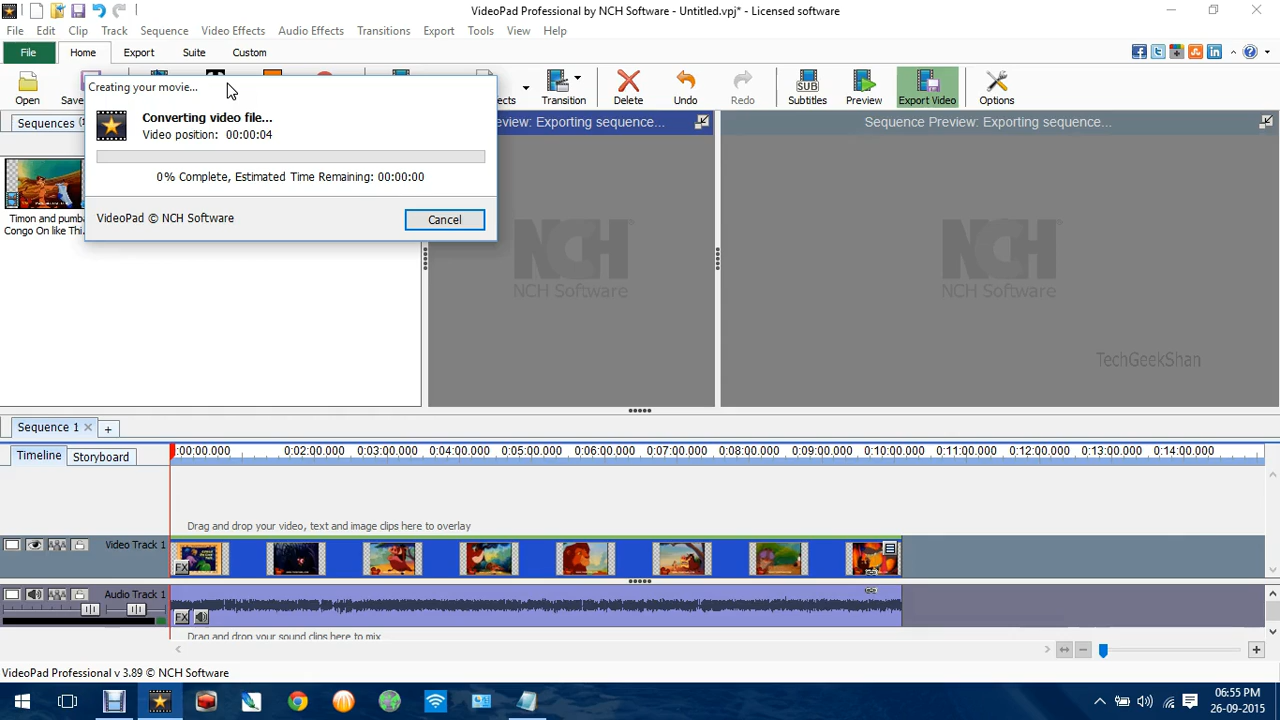 VideoPad Professional by NCH Software - Untitled.vpj* - Licensed software
File Edit Clip Track Sequence Video Effects Audio Effects Transitions Export Tools View Help
File Home Export Suite Custom
Open Save Transition Delete Undo Redo Subtitles Preview Export Video Options
SUB
Creating your movie...
Converting video file...
Video position: 00:00:04
0% Complete, Estimated Time Remaining: 00:00:00
VideoPad © NCH Software
Cancel
Sequences
Exporting sequence...
Sequence Preview: Exporting sequence...
Timon and pumb
Congo On like Thi...
NCH
NCH Software
NCH
NCH Software
TechGeekShan
Sequence 1
Timeline Storyboard
:00:00.000 0:02:00.000 0:03:00.000 0:04:00.000 0:05:00.000 0:06:00.000 0:07:00.000 0:08:00.000 0:09:00.000 0:10:00.000 0:11:00.000 0:12:00.000 0:13:00.000 0:14:00.000
Drag and drop your video, text and image clips here to overlay
Video Track 1
FX
Audio Track 1
FX
Drag and drop your sound clips here to mix
VideoPad Professional v 3.89 © NCH Software
06:55 PM
26-09-2015